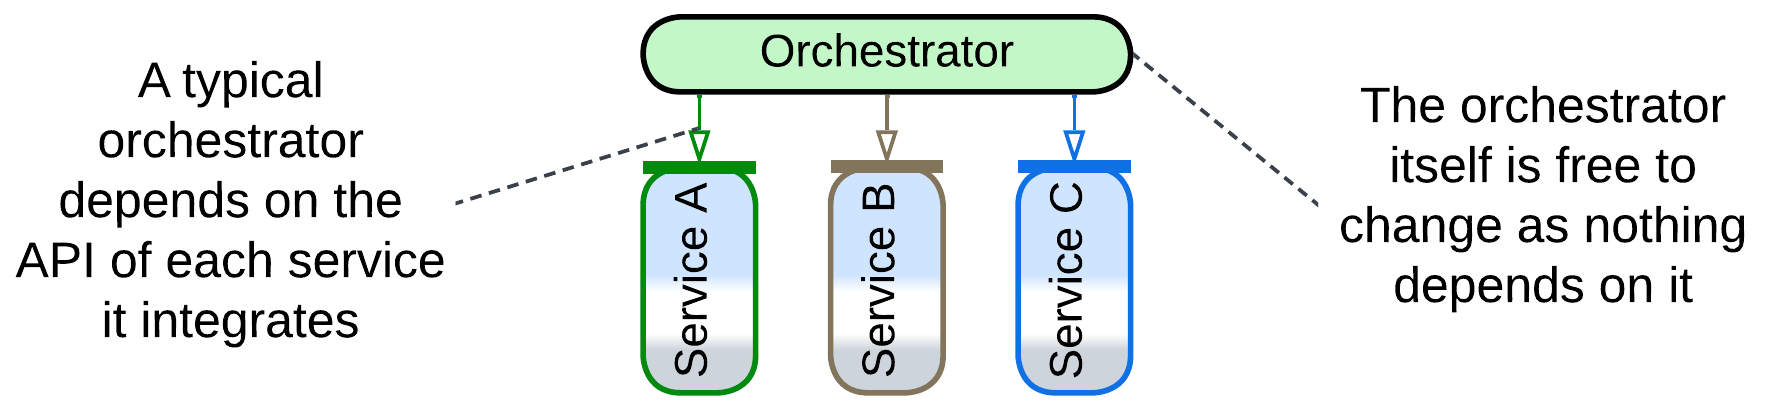 A typical
orchestrator
depends on the
API of each service
it integrates
Orchestrator
Service A
Service B
Service C
The orchestrator
itself is free to
change as nothing
depends on it